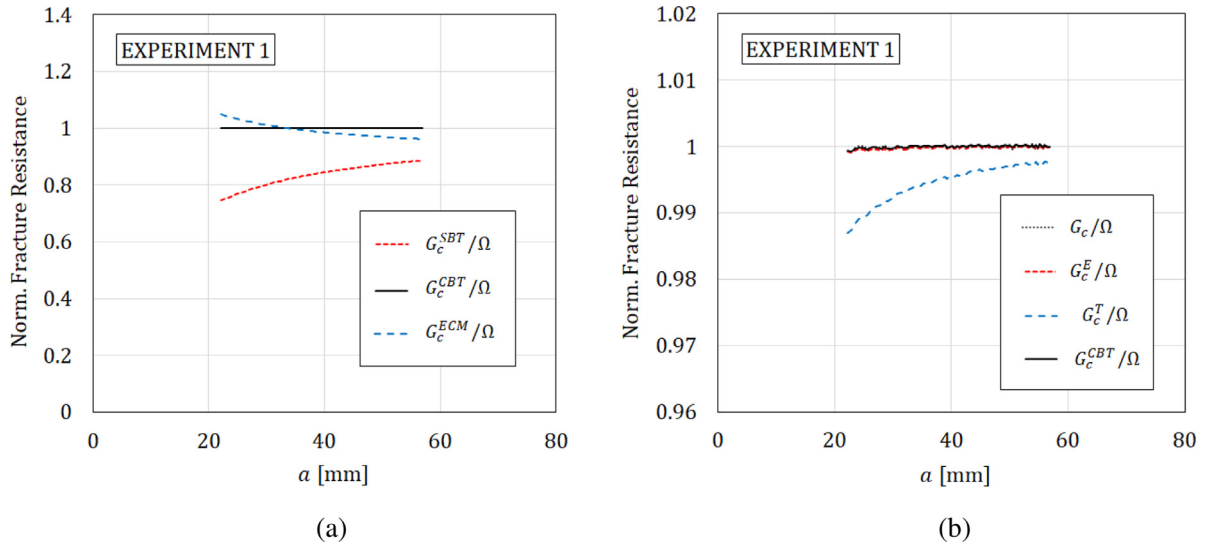 1.4
1.2
1
0.8
0.6
0.4
0.2
0
0 20 40 60 80
Norm. Fracture Resistance
a [mm]
EXPERIMENT 1
G_c^{SBT}/Ω
G_c^{CBT}/Ω
G_c^{ECM}/Ω
(a)
1.02
1.01
1
0.99
0.98
0.97
0.96
0 20 40 60 80
Norm. Fracture Resistance
a [mm]
EXPERIMENT 1
G_c/Ω
G_c^E/Ω
G_c^T/Ω
G_c^{CBT}/Ω
(b)